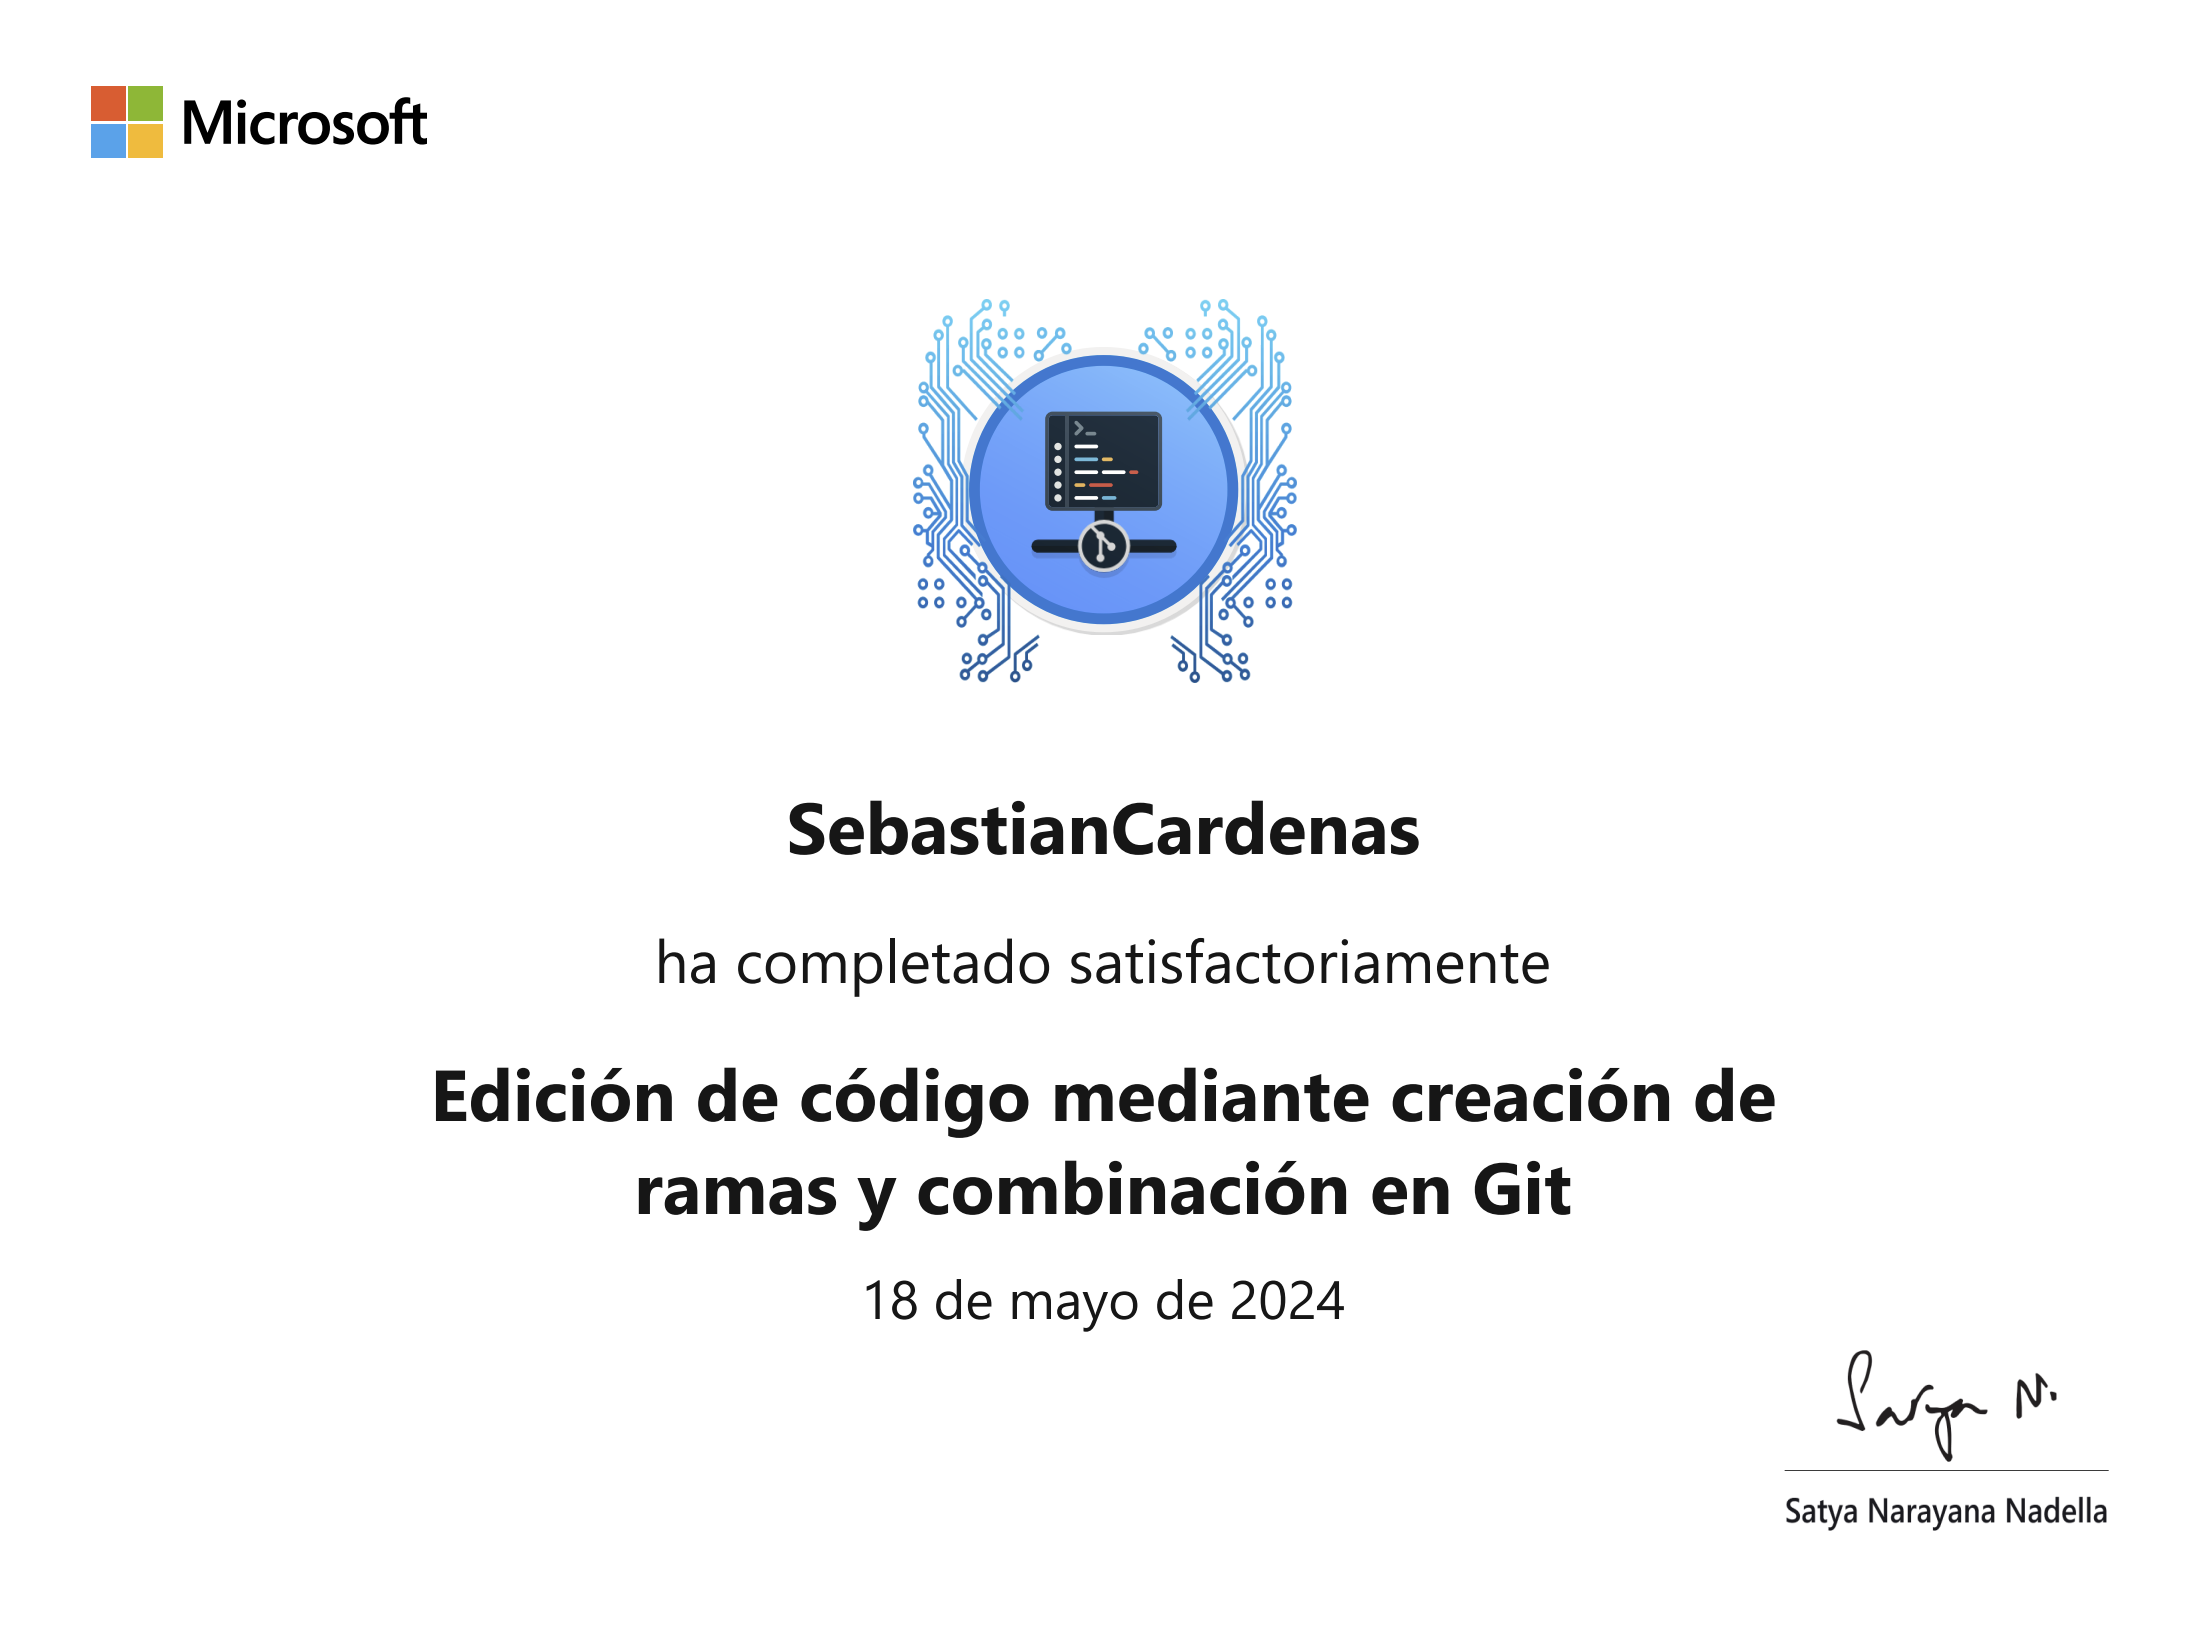 Microsoft
SebastianCardenas
ha completado satisfactoriamente
Edición de código mediante creación de
ramas y combinación en Git
18 de mayo de 2024
Satya N.
Satya Narayana Nadella